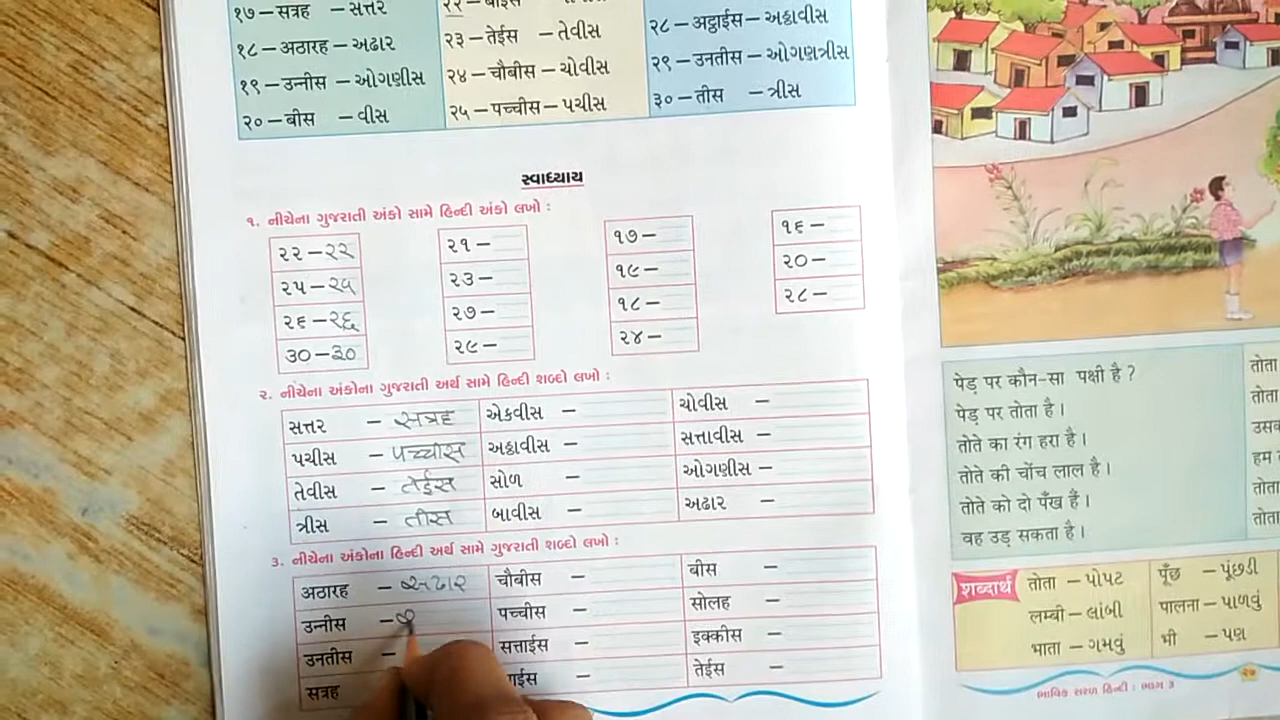 १७ – सत्रह – સત્તર
१८ – अठारह – અઢાર
१९ – उन्नीस – ઓગણીસ
२० – बीस – વીસ
२२ –
२३ – तेईस – તેવીસ
२४ – चौबीस – ચોવીસ
२५ – पच्चीस – પચીસ
२८ – अट्ठाईस – અઠ્ઠાવીસ
२९ – उनतीस – ઓગણત્રીસ
३० – तीस – ત્રીસ
સ્વાધ્યાય
૧. નીચેના ગુજરાતી અંકો સામે હિન્દી અંકો લખો :
૨૨ – २२ ૨૧ – ૧૭ – ૧૬ –
૨૫ – २५ ૨૩ – ૧૯ – ૨૦ –
૨૬ – २६ ૨૭ – ૧૮ – ૨૮ –
૩૦ – ३० ૨૯ – ૨૪ –
૨. નીચેના અંકોના ગુજરાતી અર્થ સામે હિન્દી શબ્દો લખો :
સત્તર – सत्रह એકવીસ – ચોવીસ –
પચીસ – पच्चीस અઠ્ઠાવીસ – સત્તાવીસ –
તેવીસ – तेईस સોળ – ઓગણીસ –
ત્રીસ – तीस બાવીસ – અઢાર –
૩. નીચેના અંકોના હિન્દી અર્થ સામે ગુજરાતી શબ્દો લખો :
अठारह – અઢાર चौबीस – बीस –
उन्नीस – पच्चीस – सोलह –
उनतीस – सत्ताईस – इक्कीस –
सत्रह – तेईस –
पेड़ पर कौन-सा पक्षी है ?
पेड़ पर तोता है ।
तोते का रंग हरा है ।
तोते की चोंच लाल है ।
तोते को दो पँख हैं ।
वह उड़ सकता है ।
तोता
तोता
हम
तोता
शब्दार्थ
तोता – પોપટ
लम्बी – લાંબી
भाता – ગમવું
पूँछ – પૂંછડી
पालना – પાળવું
भी – પણ
ભાવિક સરળ હિન્દી : ભાગ ૩